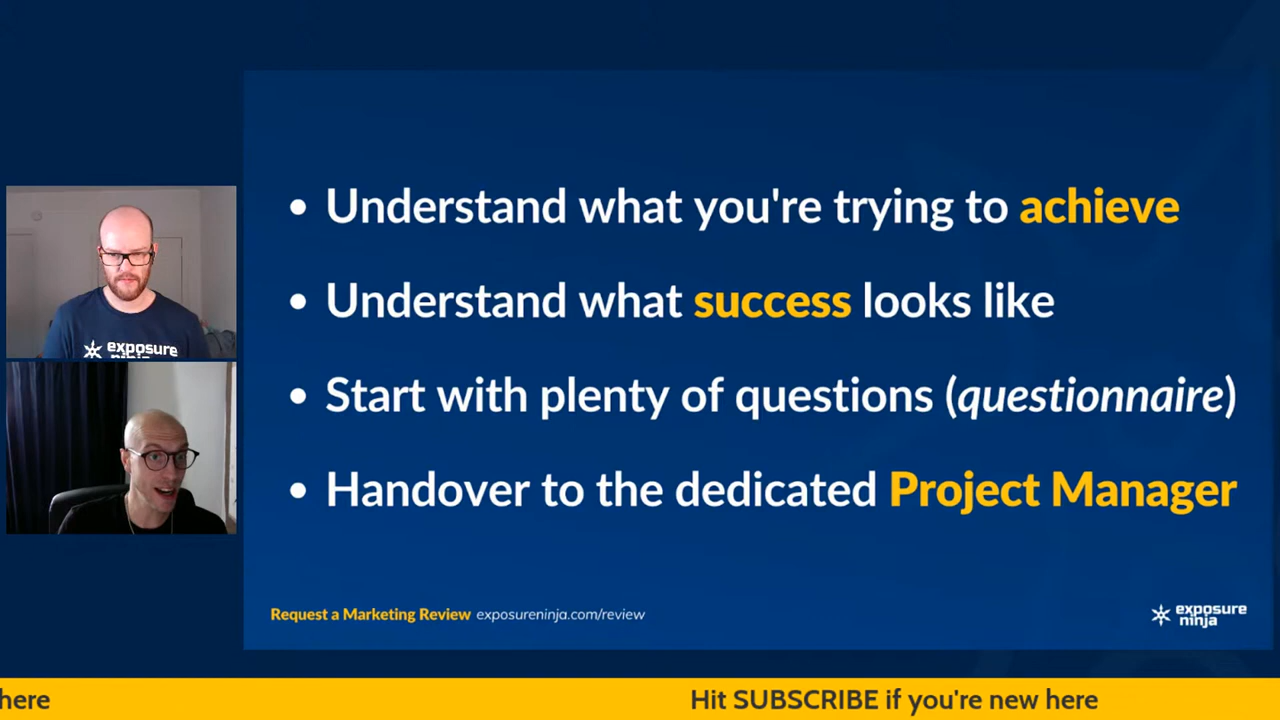 • Understand what you're trying to achieve
• Understand what success looks like
• Start with plenty of questions (questionnaire)
• Handover to the dedicated Project Manager
exposure
ninja
Request a Marketing Review exposureninja.com/review
exposure
ninja
here
Hit SUBSCRIBE if you're new here